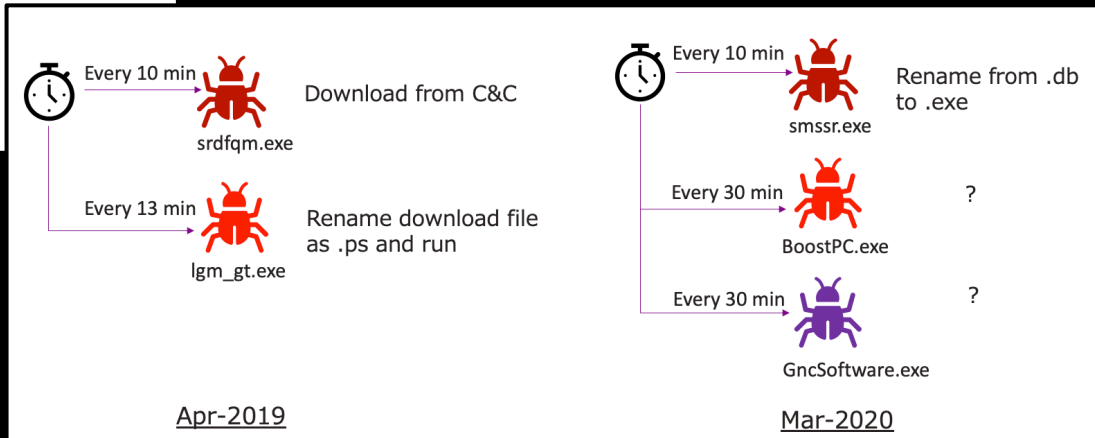 Every 10 min
srdfqm.exe
Download from C&C
Every 13 min
lgm_gt.exe
Rename download file
as .ps and run
Apr-2019
Every 10 min
smssr.exe
Rename from .db
to .exe
Every 30 min
BoostPC.exe
?
Every 30 min
GncSoftware.exe
?
Mar-2020